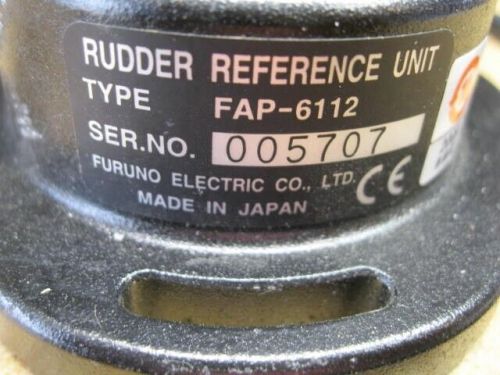 RUDDER REFERENCE UNIT
TYPE FAP-6112
SER.NO. 005707
FURUNO ELECTRIC CO., LTD. CE
MADE IN JAPAN